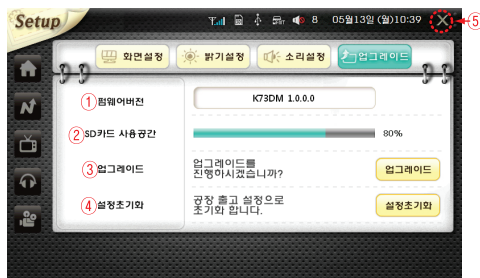 Setup 8 05월13일 (월)10:39 ⑤
화면설정 밝기설정 소리설정 업그레이드
①펌웨어버전 K73DM 1.0.0.0
②SD카드 사용공간 80%
③업그레이드 업그레이드를 업그레이드
진행하시겠습니까?
④설정초기화 공장 출고 설정으로 설정초기화
초기화 합니다.